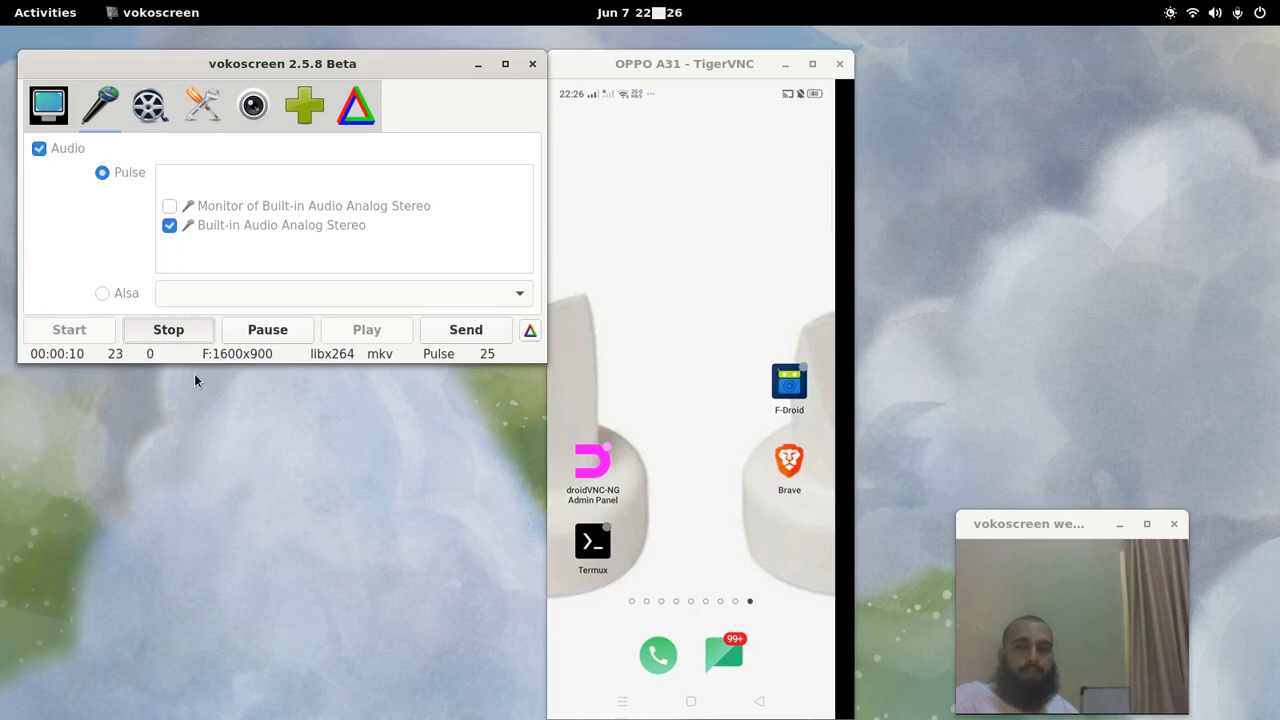 Activities
vokoscreen
Jun 7 22 26
vokoscreen 2.5.8 Beta
Audio
Pulse
Monitor of Built-in Audio Analog Stereo
Built-in Audio Analog Stereo
Alsa
Start
Stop
Pause
Play
Send
00:00:10
23
0
F:1600x900
libx264
mkv
Pulse
25
OPPO A31 - TigerVNC
22:26
F-Droid
droidVNC-NG
Admin Panel
Brave
Termux
99+
vokoscreen we...